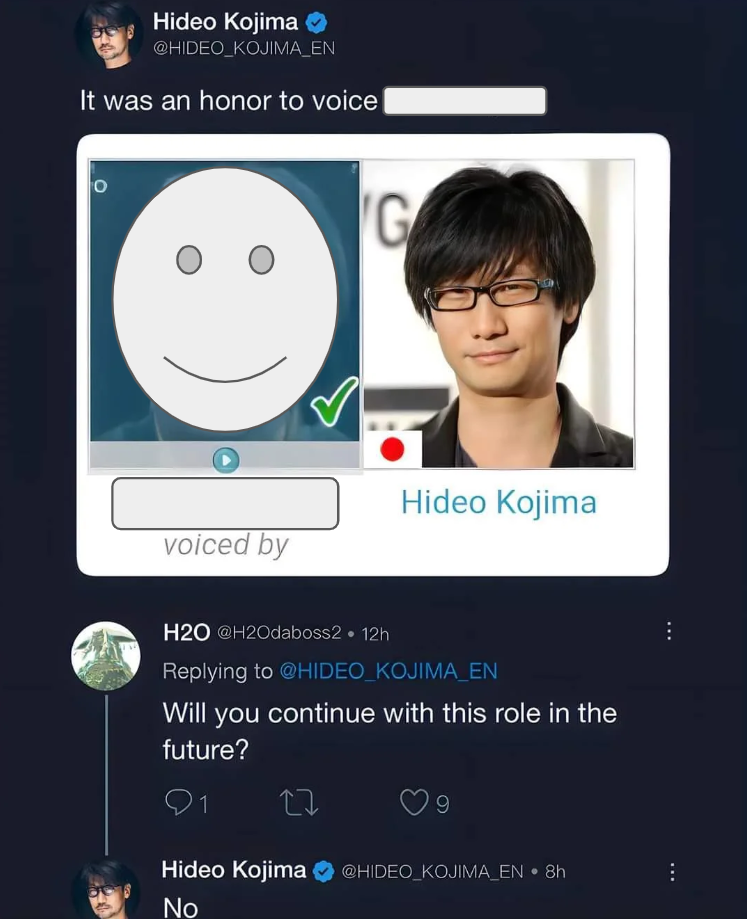 Hideo Kojima
@HIDEO_KOJIMA_EN
It was an honor to voice
Hideo Kojima
voiced by
H2O @H2Odaboss2 • 12h
Replying to @HIDEO_KOJIMA_EN
Will you continue with this role in the
future?
1 9
Hideo Kojima @HIDEO_KOJIMA_EN • 8h
No